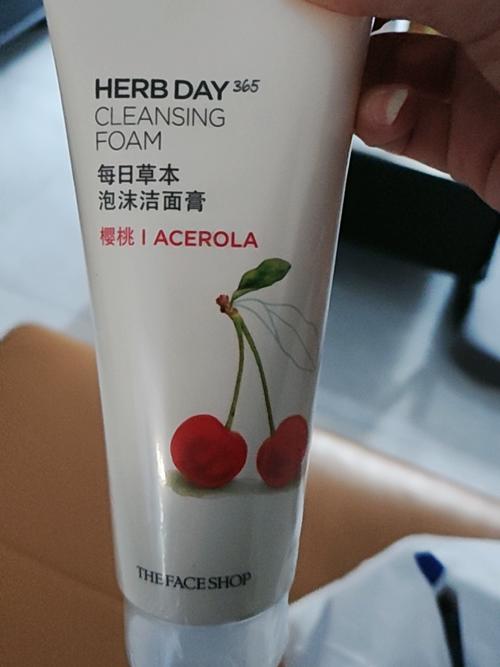 HERB DAY 365
CLEANSING
FOAM
每日草本
泡沫洁面膏
樱桃 | ACEROLA
THE FACE SHOP